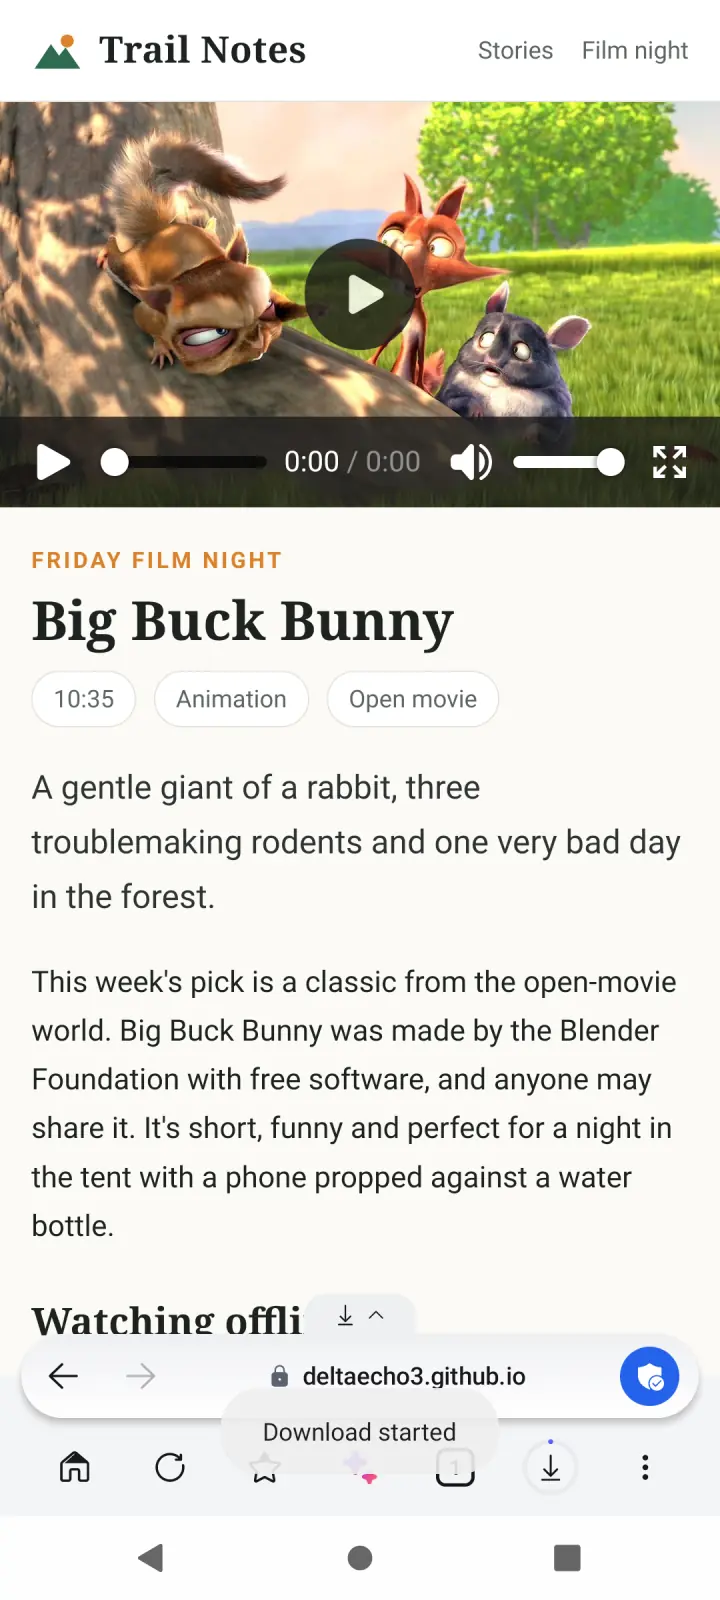 Trail Notes
Stories Film night
0:00 / 0:00
FRIDAY FILM NIGHT
Big Buck Bunny
10:35 Animation Open movie
A gentle giant of a rabbit, three
troublemaking rodents and one very bad day
in the forest.
This week's pick is a classic from the open-movie
world. Big Buck Bunny was made by the Blender
Foundation with free software, and anyone may
share it. It's short, funny and perfect for a night in
the tent with a phone propped against a water
bottle.
Watching
deltaecho3.github.io
Download started
1